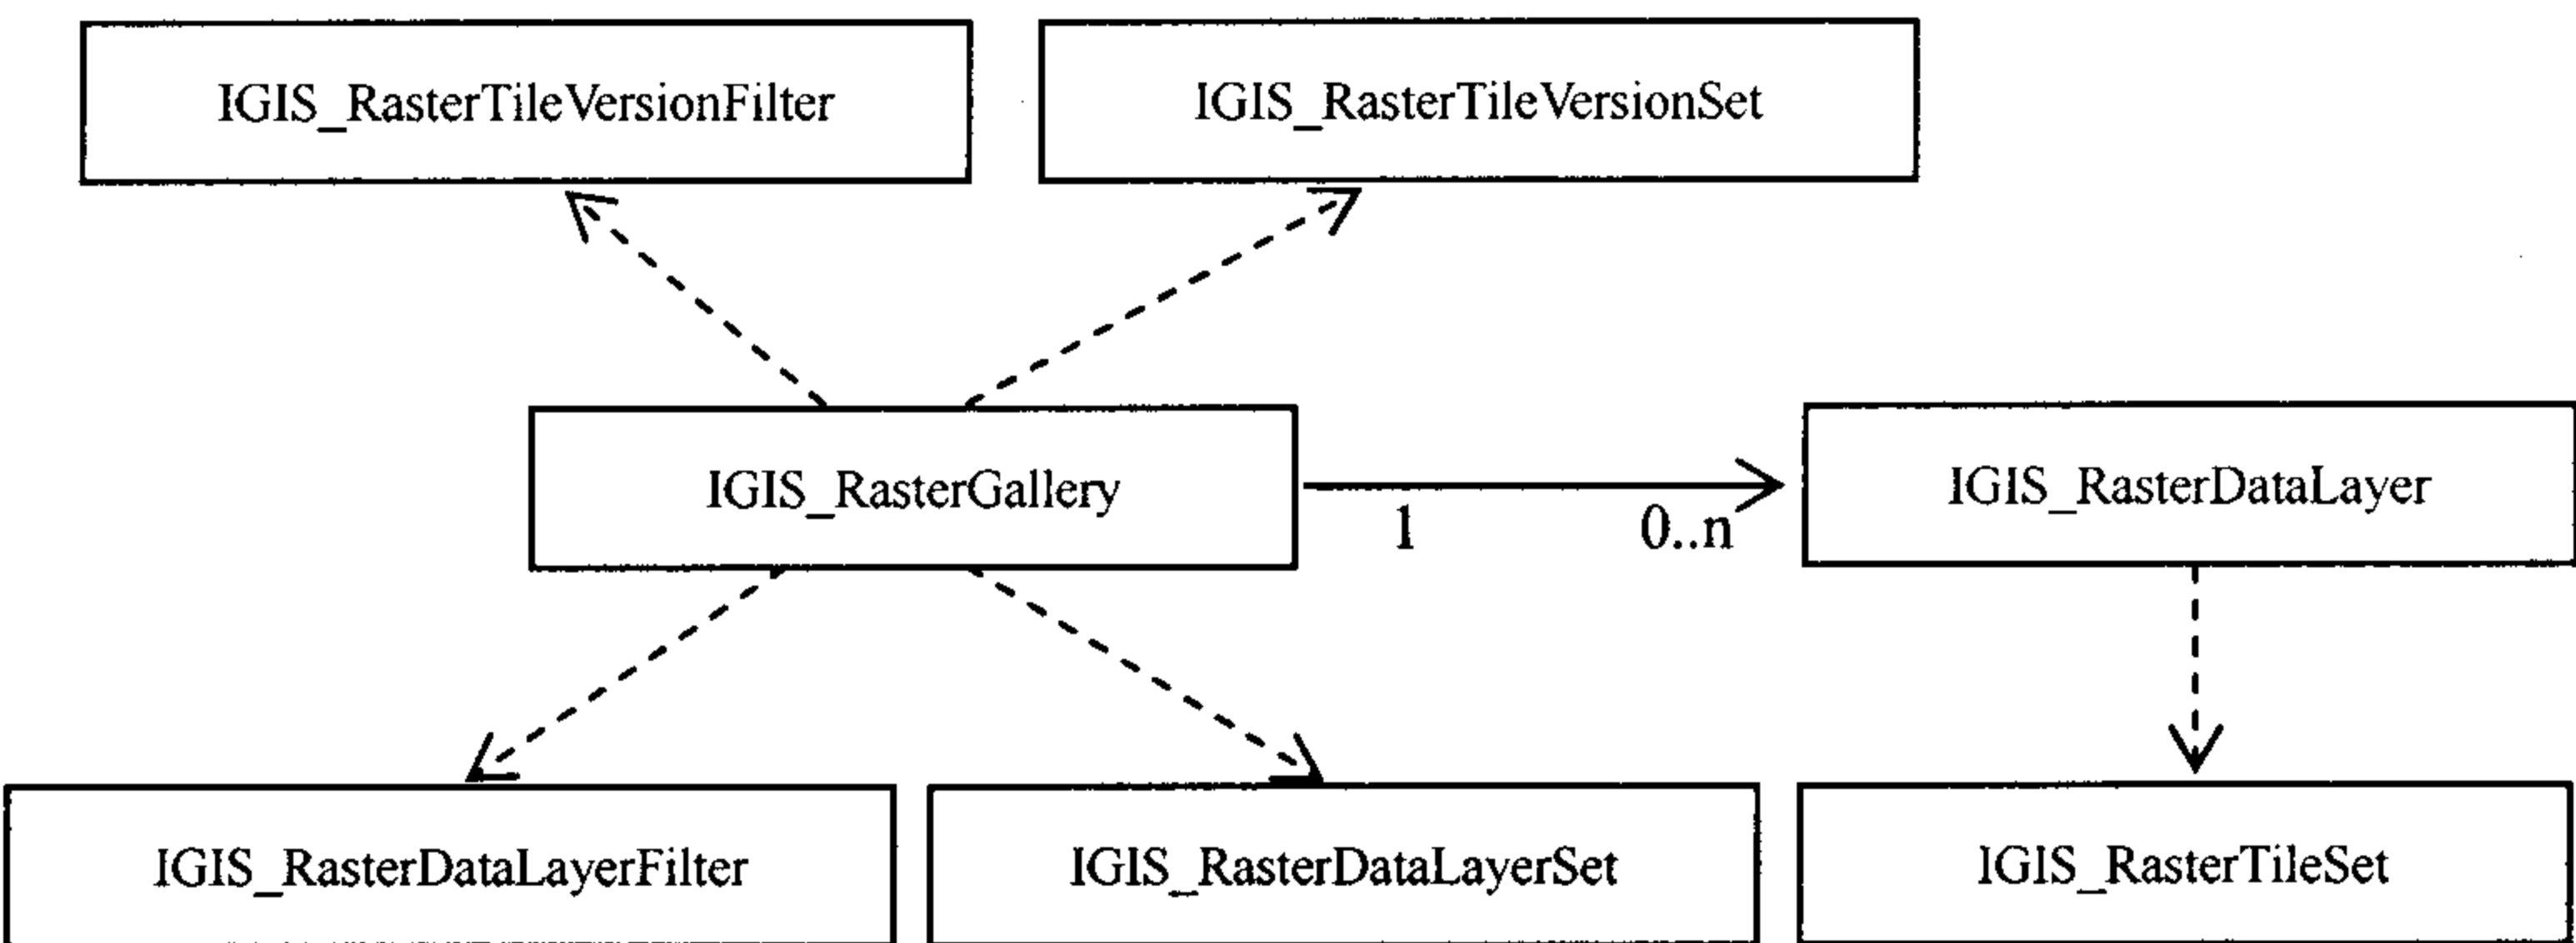 IGIS_RasterTileVersionFilter
IGIS_RasterTileVersionSet
IGIS_RasterGallery
1
0..n
IGIS_RasterDataLayer
IGIS_RasterDataLayerFilter
IGIS_RasterDataLayerSet
IGIS_RasterTileSet